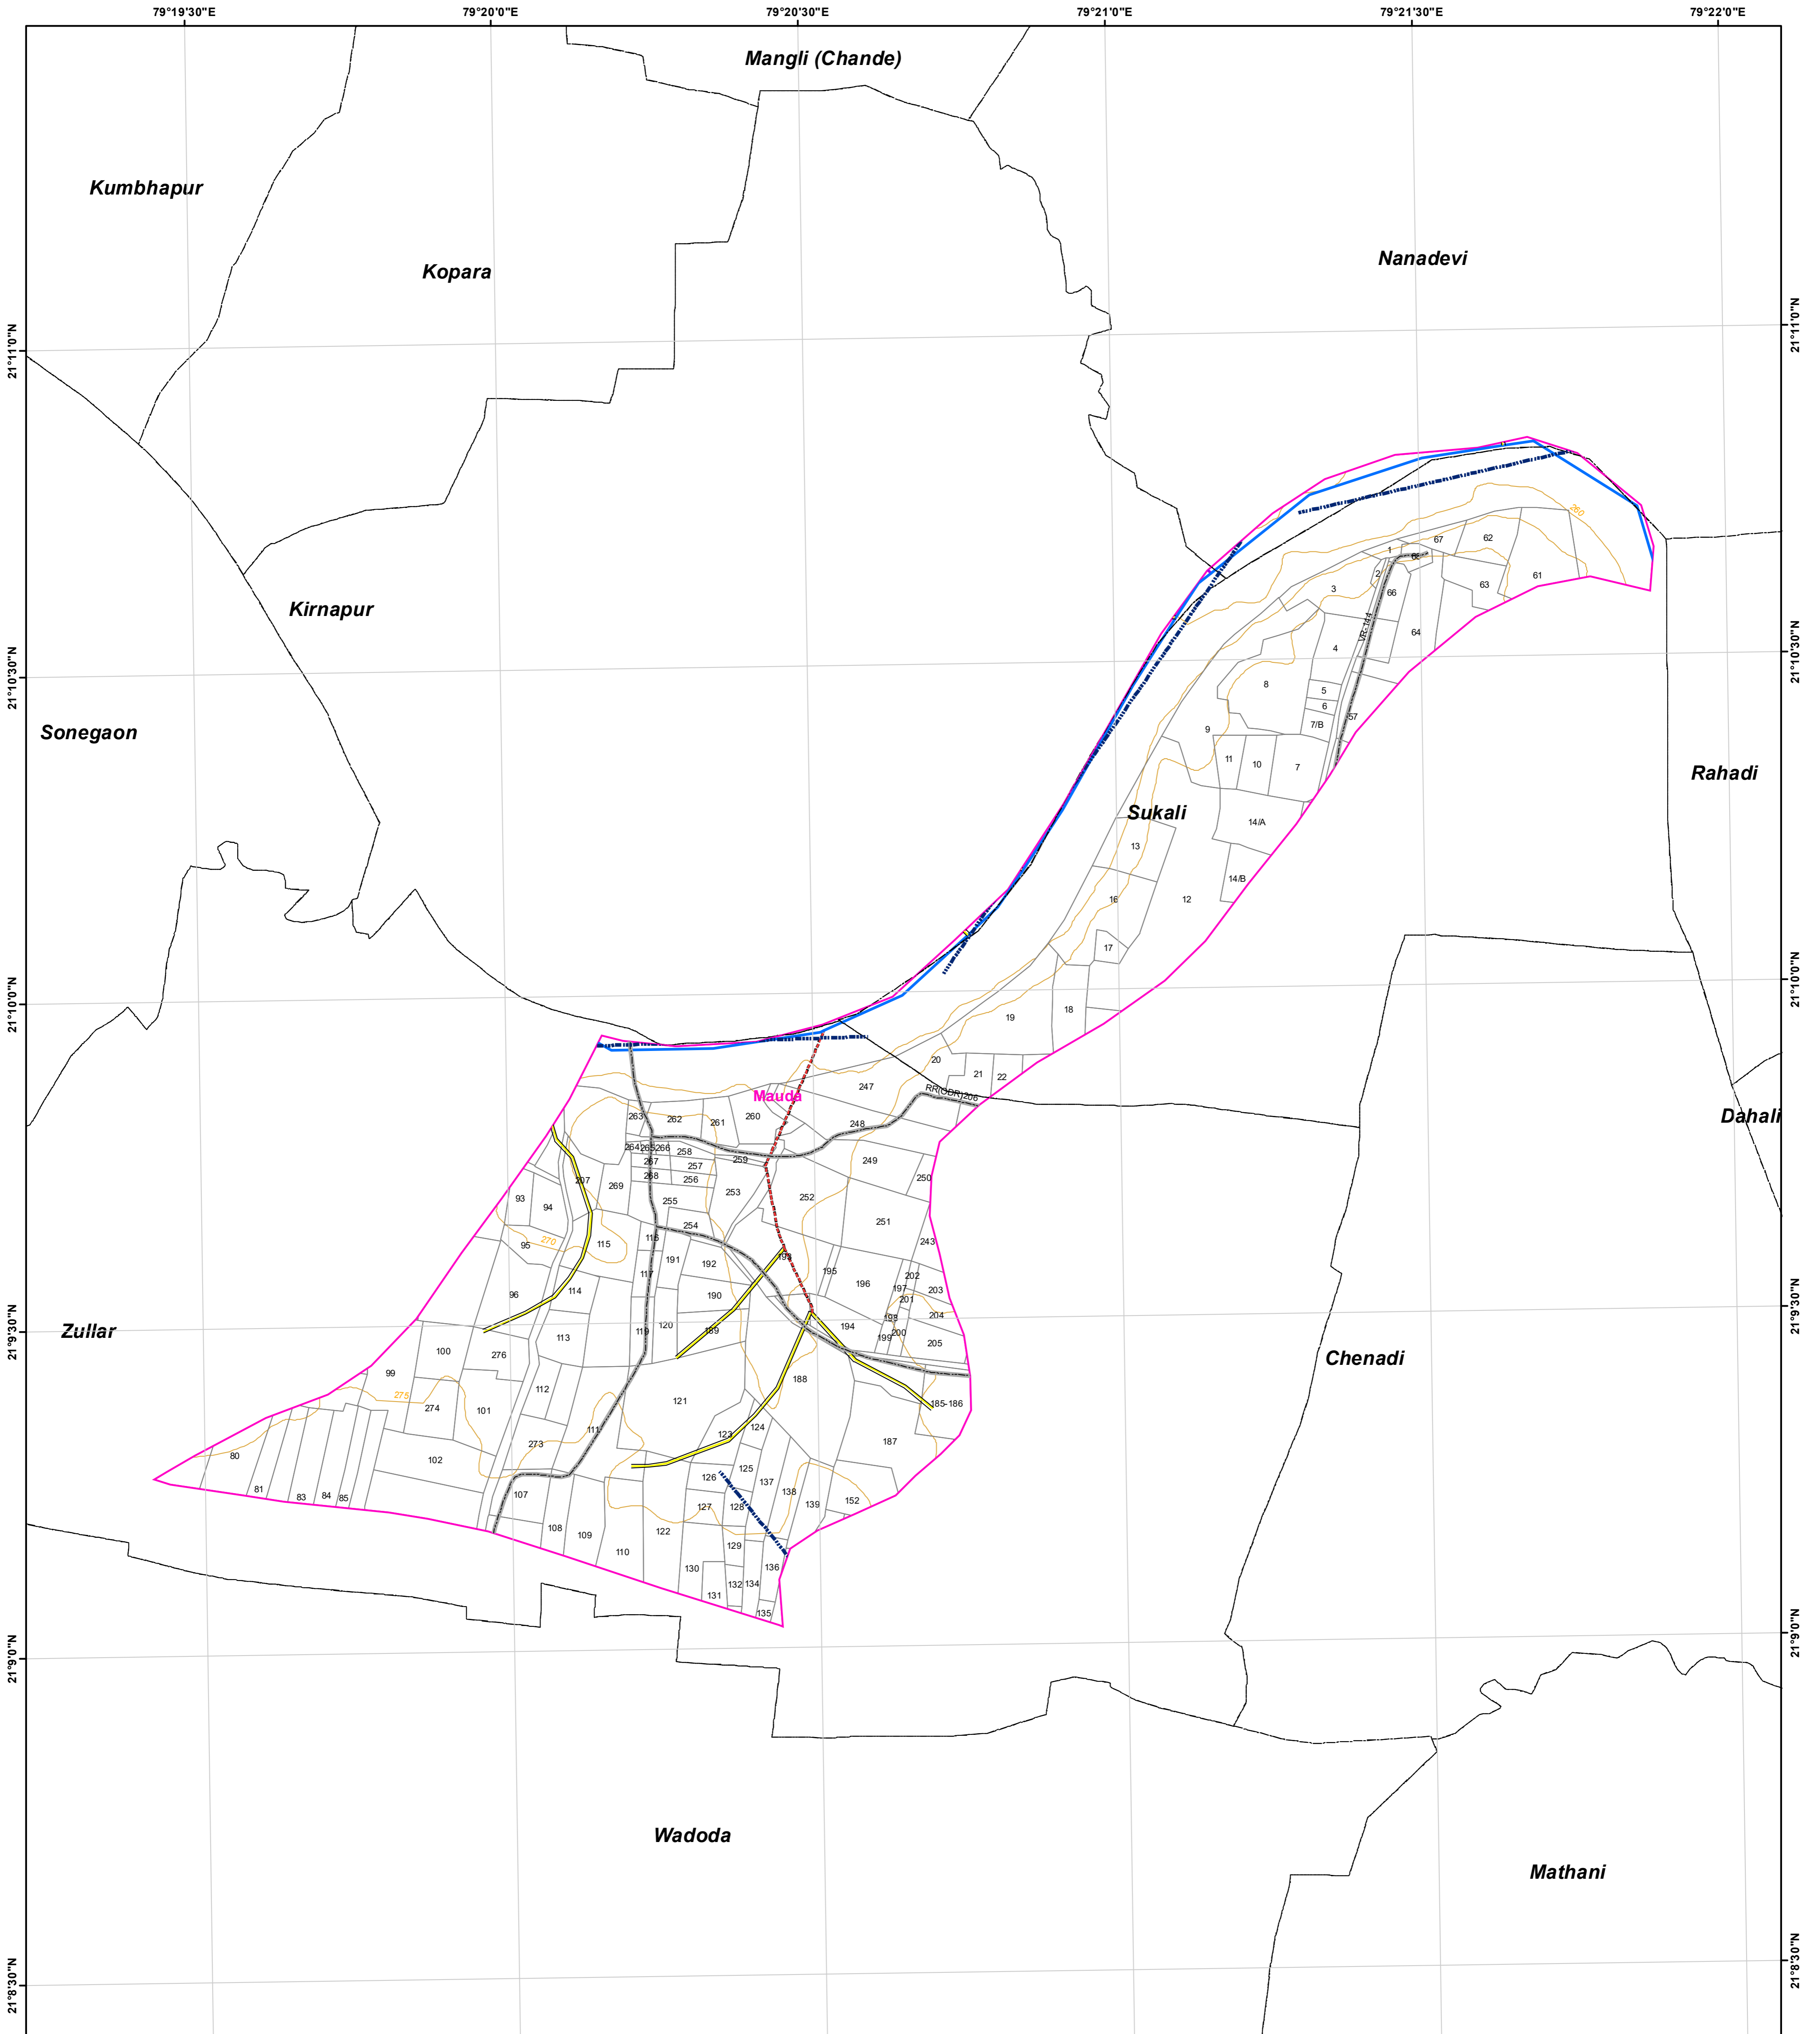 79°19'30"E 79°20'0"E 79°20'30"E 79°21'0"E 79°21'30"E 79°22'0"E
Mangli (Chande)
Kumbhapur
Nanadevi
Kopara
21°11'0"N 21°11'0"N
260
62
67
1
68
61
2
63
3
66
Kirnapur
VR-144
64
4
21°10'30"N 21°10'30"N
8
5
6
57
7/B
9
Sonegaon
11 10 7
Rahadi
Sukali
14/A
13
14/B
16 12
17
21°10'0"N 21°10'0"N
18
19
20
21 22
247
RR(ODR)206
Mauda
Dahali
263 262 261 260 248
264 265 266 258
259 249
267 257
268 256
207 269 253 250
93 94 255 252
254 251
116 243
95 270 115
191 192 193
117 195 196 202
197 203
96 114 190 201
204
198
Zullar
21°9'30"N 21°9'30"N
119 120 189 194 200
113 199 205
100 276
Chenadi
99 188
112
275 121 185-186
274 101
111 123 124
273 187
80 102
125
126 137
81 83 84 85 107 138
127 128 139 152
108 109 122
129
110
130 136
132 134
131
135
21°9'0"N 21°9'0"N
Wadoda
Mathani
21°8'30"N 21°8'30"N